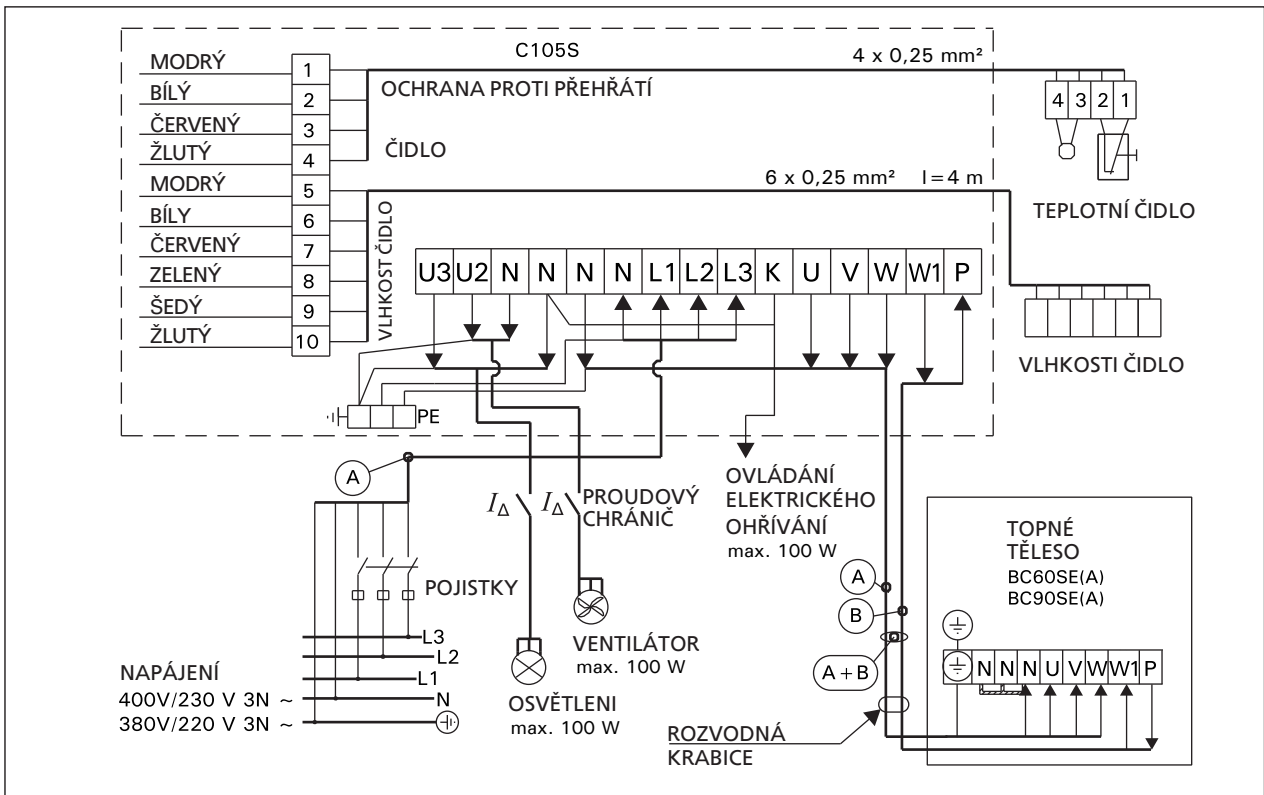 C105S
4 x 0,25 mm²
MODRÝ 1
BÍLÝ 2
ČERVENÝ 3
ŽLUTÝ 4
MODRÝ 5
BÍLY 6
ČERVENÝ 7
ZELENÝ 8
ŠEDÝ 9
ŽLUTÝ 10
OCHRANA PROTI PŘEHŘÁTÍ
ČIDLO
4 3 2 1
TEPLOTNÍ ČIDLO
6 x 0,25 mm² l=4 m
VLHKOST ČIDLO
VLHKOSTI ČIDLO
U3 U2 N N N N L1 L2 L3 K U V W W1 P
PE
A
I∆
I∆
PROUDOVÝ
CHRÁNIČ
OVLÁDÁNÍ
ELEKTRICKÉHO
OHŘÍVÁNÍ
max. 100 W
POJISTKY
L3
L2
L1
N
NAPÁJENÍ
400V/230 V 3N ~
380V/220 V 3N ~
VENTILÁTOR
max. 100 W
OSVĚTLENI
max. 100 W
A
B
A + B
ROZVODNÁ
KRABICE
TOPNÉ
TĚLESO
BC60SE(A)
BC90SE(A)
N N N U V W W1 P